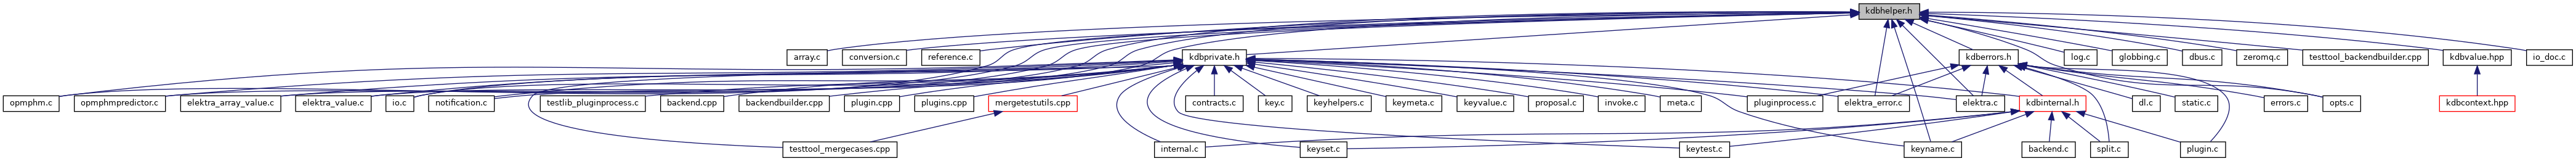 kdbhelper.h
array.c
conversion.c
reference.c
kdbprivate.h
kdberrors.h
log.c
globbing.c
dbus.c
zeromq.c
testtool_backendbuilder.cpp
kdbvalue.hpp
io_doc.c
opmphm.c
opmphmpredictor.c
elektra_array_value.c
elektra_value.c
io.c
notification.c
testlib_pluginprocess.c
backend.cpp
backendbuilder.cpp
plugin.cpp
plugins.cpp
mergetestutils.cpp
contracts.c
key.c
keyhelpers.c
keymeta.c
keyvalue.c
proposal.c
invoke.c
meta.c
pluginprocess.c
elektra_error.c
elektra.c
kdbinternal.h
dl.c
static.c
errors.c
opts.c
kdbcontext.hpp
testtool_mergecases.cpp
internal.c
keyset.c
keytest.c
keyname.c
backend.c
split.c
plugin.c